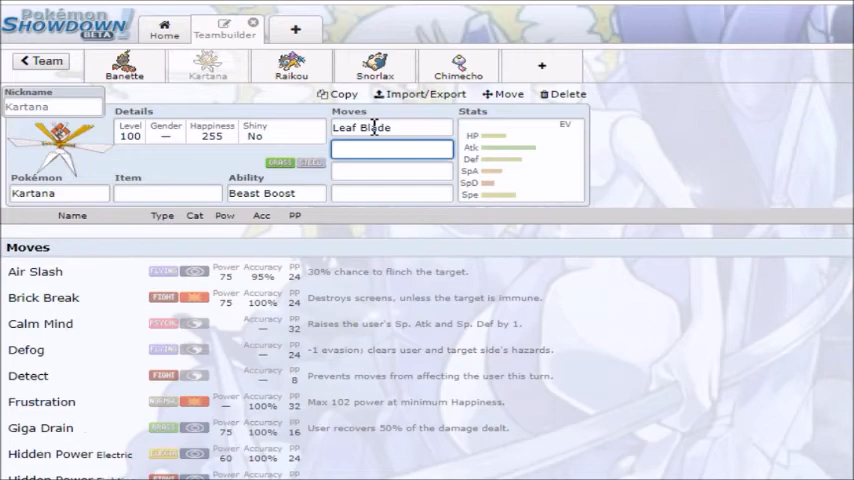 Pokémon
SHOWDOWN!
BETA
Home
Teambuilder
+
< Team
Banette
Kartana
Raikou
Snorlax
Chimecho
+
Copy Import/Export Move Delete
Nickname
Kartana
Details
Level Gender Happiness Shiny
100 — 255 No
GRASS STEEL
Moves
Leaf Blade
Stats
EV
HP
Atk
Def
SpA
SpD
Spe
Pokémon Item Ability
Kartana Beast Boost
Name Type Cat Pow Acc PP
Moves
Air Slash FLYING Power 75 Accuracy 95% PP 24 30% chance to flinch the target.
Brick Break FIGHT Power 75 Accuracy 100% PP 24 Destroys screens, unless the target is immune.
Calm Mind PSYCHC Accuracy — PP 32 Raises the user's Sp. Atk and Sp. Def by 1.
Defog FLYING Accuracy — PP 24 -1 evasion; clears user and target side's hazards.
Detect FIGHT Accuracy — PP 8 Prevents moves from affecting the user this turn.
Frustration NORMAL Power — Accuracy 100% PP 32 Max 102 power at minimum Happiness.
Giga Drain GRASS Power 75 Accuracy 100% PP 16 User recovers 50% of the damage dealt.
Hidden Power Electric Power 60 Accuracy 100% PP 24
Hidden Power